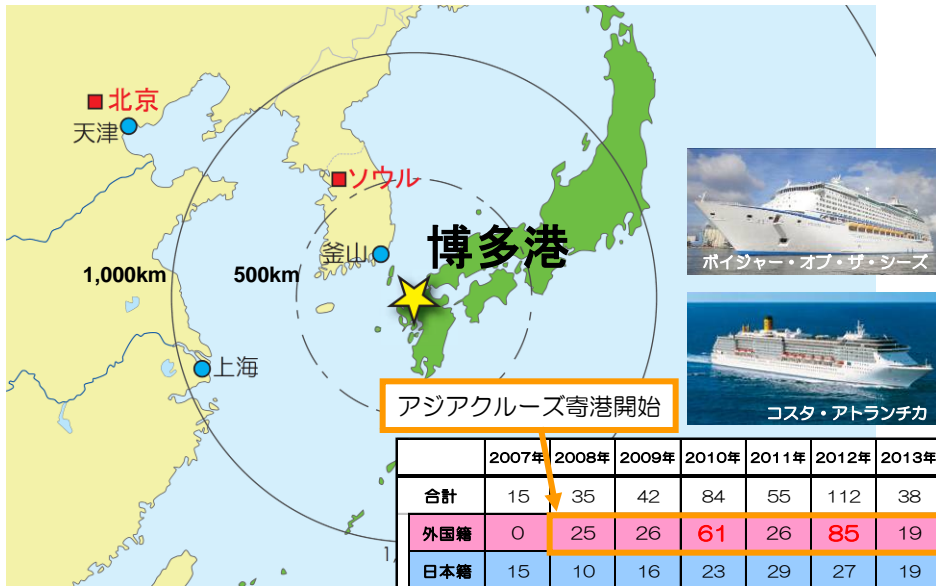 北京
天津
ソウル
釜山
博多港
1,000km
500km
上海
ボイジャー・オブ・ザ・シーズ
コスタ・アトランチカ
アジアクルーズ寄港開始
2007年 2008年 2009年 2010年 2011年 2012年 2013年
合計 15 35 42 84 55 112 38
外国籍 0 25 26 61 26 85 19
日本籍 15 10 16 23 29 27 19